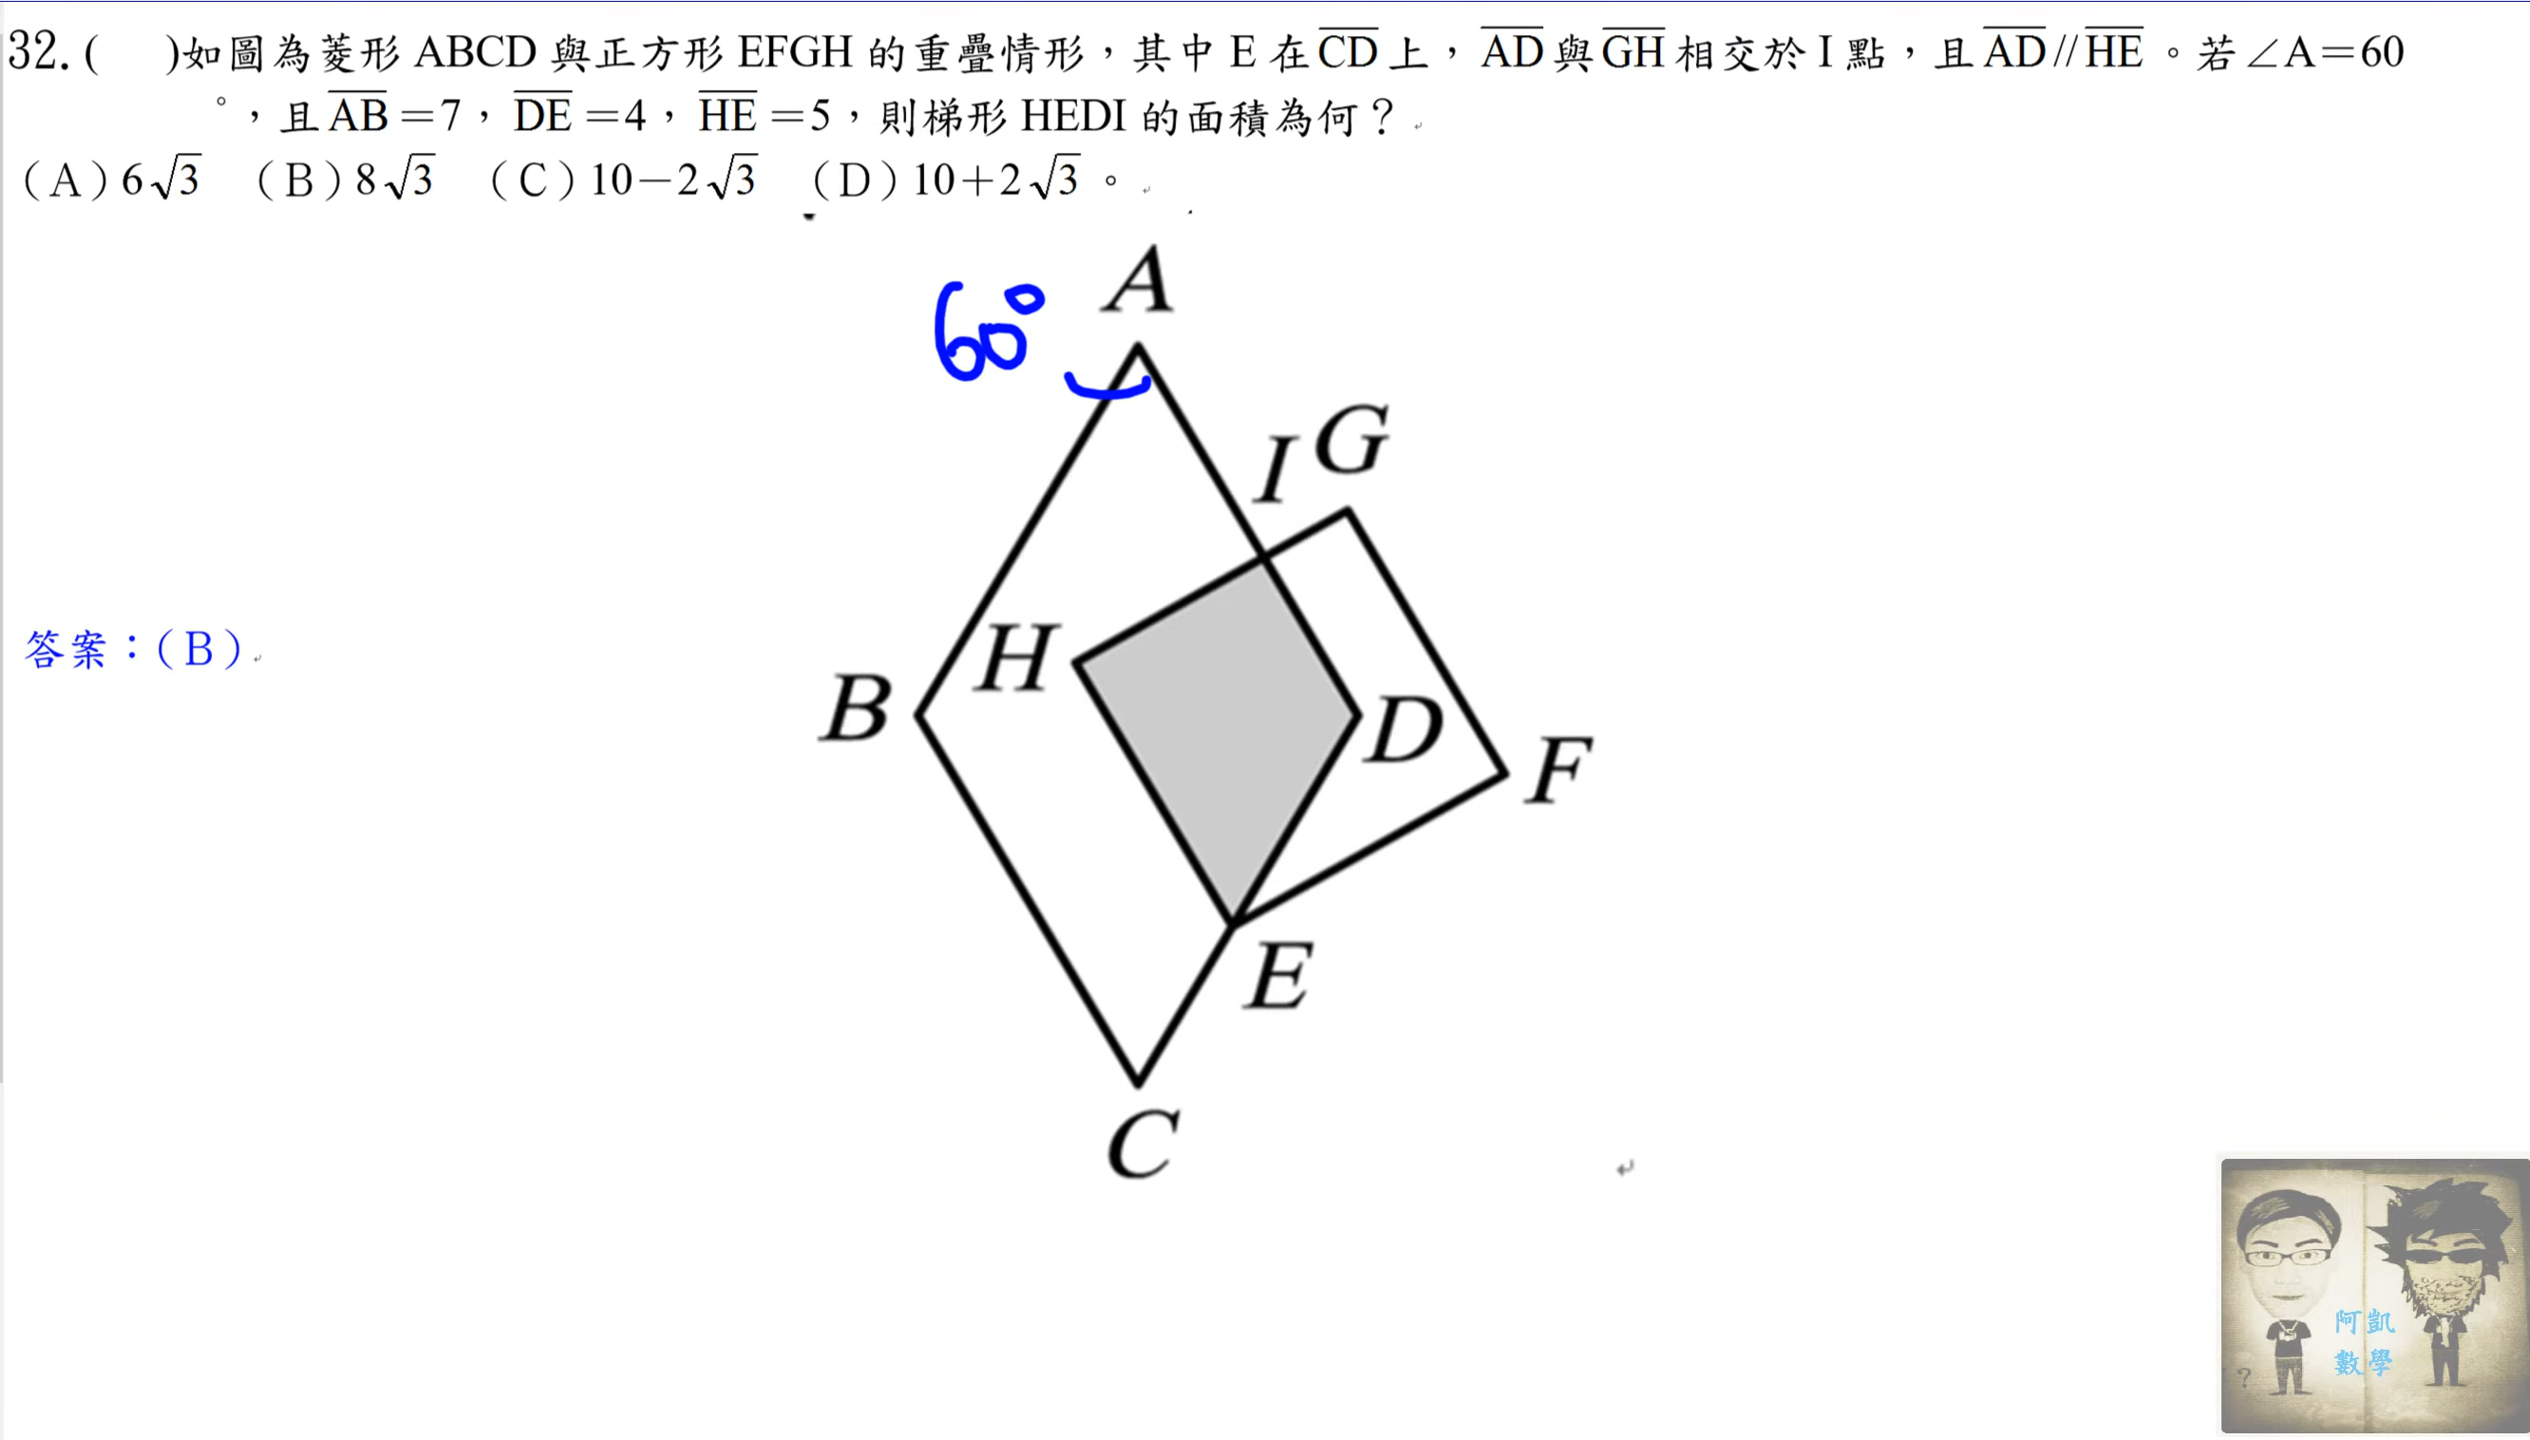 32.(　)如圖為菱形 ABCD 與正方形 EFGH 的重疊情形，其中 E 在 CD 上，AD 與 GH 相交於 I 點，且 AD // HE 。若∠A＝60
°，且 AB ＝7，DE ＝4，HE ＝5，則梯形 HEDI 的面積為何？
（A）6√3 （B）8√3 （C）10－2√3 （D）10＋2√3 。
A
60°
I G
H
B
D
F
答案：（B）
E
C
阿凱
數學
?